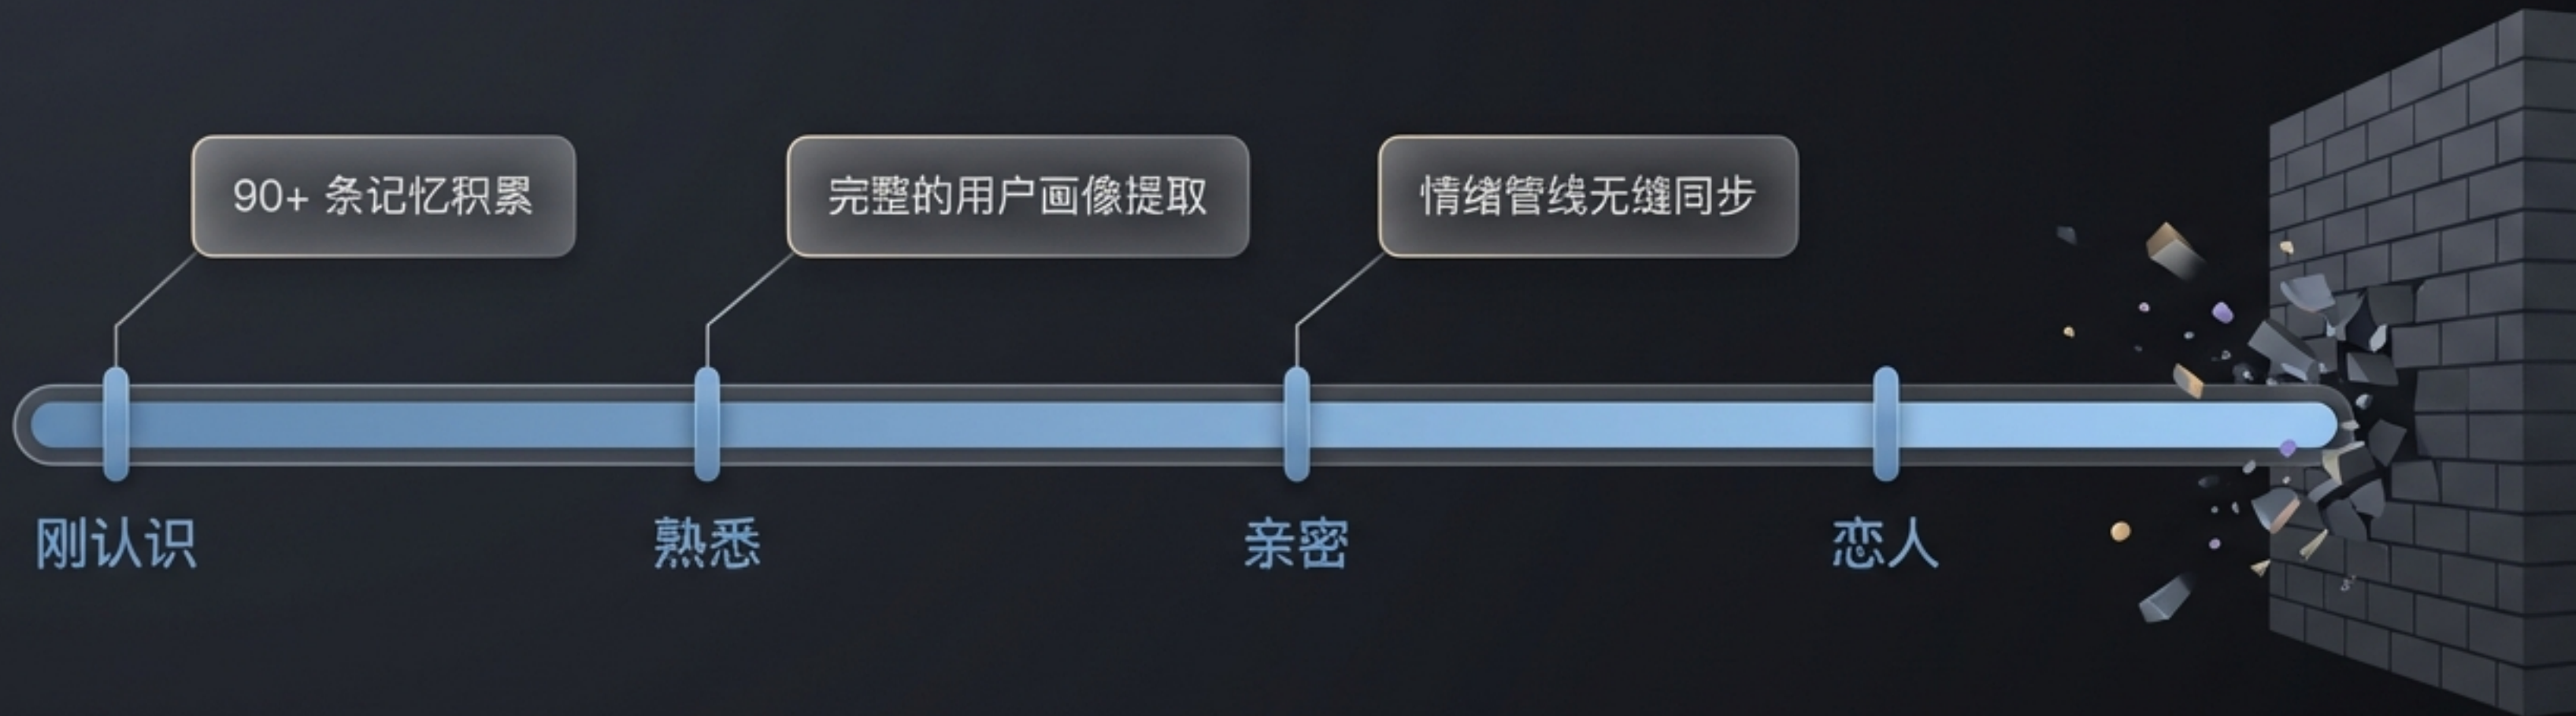 90+ 条记忆积累
完整的用户画像提取
情绪管线无缝同步
刚认识
熟悉
亲密
恋人